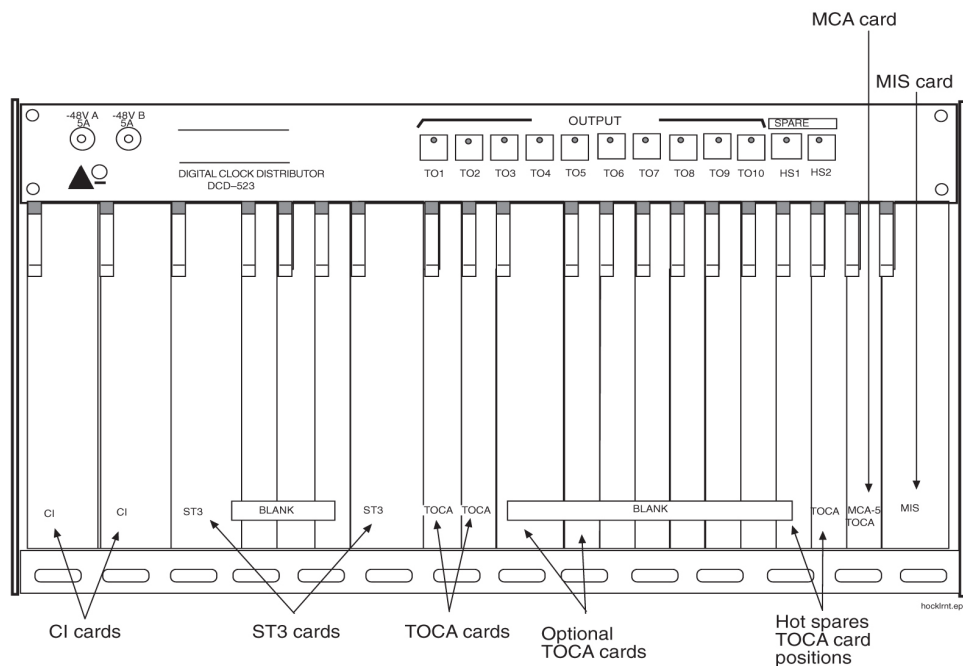 MCA card
MIS card
-48V A
5A
-48V B
5A
OUTPUT
SPARE
TO1 TO2 TO3 TO4 TO5 TO6 TO7 TO8 TO9 TO10 HS1 HS2
DIGITAL CLOCK DISTRIBUTOR
DCD–523
CI
CI
ST3
BLANK
ST3
TOCA
TOCA
BLANK
TOCA
MCA-5
TOCA
MIS
hocklrnt.ep
CI cards
ST3 cards
TOCA cards
Optional
TOCA cards
Hot spares
TOCA card
positions